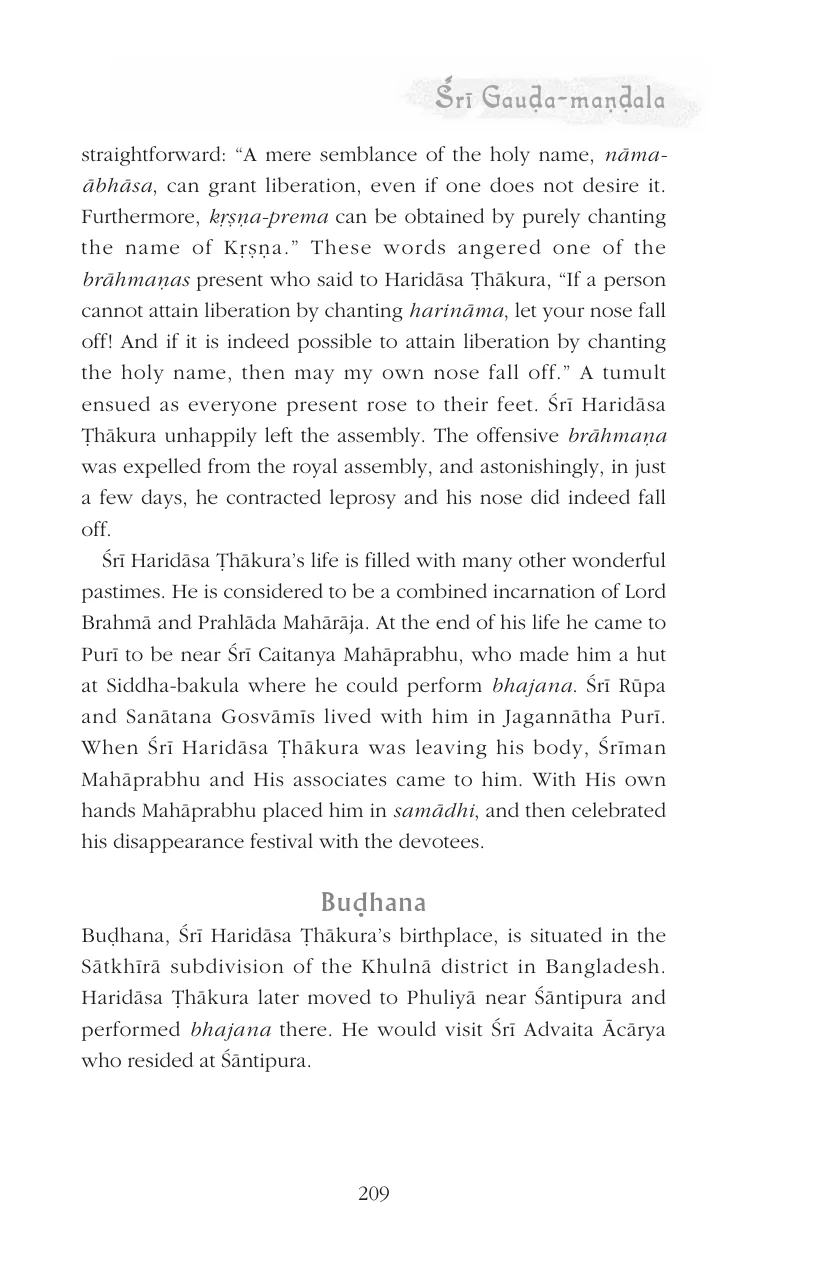 Śrī Gauḍa-maṇḍala
straightforward: “A mere semblance of the holy name, nāma-
ābhāsa, can grant liberation, even if one does not desire it.
Furthermore, kṛṣṇa-prema can be obtained by purely chanting
the name of Kṛṣṇa.” These words angered one of the
brāhmaṇas present who said to Haridāsa Ṭhākura, “If a person
cannot attain liberation by chanting harināma, let your nose fall
off! And if it is indeed possible to attain liberation by chanting
the holy name, then may my own nose fall off.” A tumult
ensued as everyone present rose to their feet. Śrī Haridāsa
Ṭhākura unhappily left the assembly. The offensive brāhmaṇa
was expelled from the royal assembly, and astonishingly, in just
a few days, he contracted leprosy and his nose did indeed fall
off.
Śrī Haridāsa Ṭhākura’s life is filled with many other wonderful
pastimes. He is considered to be a combined incarnation of Lord
Brahmā and Prahlāda Mahārāja. At the end of his life he came to
Purī to be near Śrī Caitanya Mahāprabhu, who made him a hut
at Siddha-bakula where he could perform bhajana. Śrī Rūpa
and Sanātana Gosvāmīs lived with him in Jagannātha Purī.
When Śrī Haridāsa Ṭhākura was leaving his body, Śrīman
Mahāprabhu and His associates came to him. With His own
hands Mahāprabhu placed him in samādhi, and then celebrated
his disappearance festival with the devotees.
Buḍhana
Buḍhana, Śrī Haridāsa Ṭhākura’s birthplace, is situated in the
Sātkhīrā subdivision of the Khulnā district in Bangladesh.
Haridāsa Ṭhākura later moved to Phuliyā near Śāntipura and
performed bhajana there. He would visit Śrī Advaita Ācārya
who resided at Śāntipura.
209